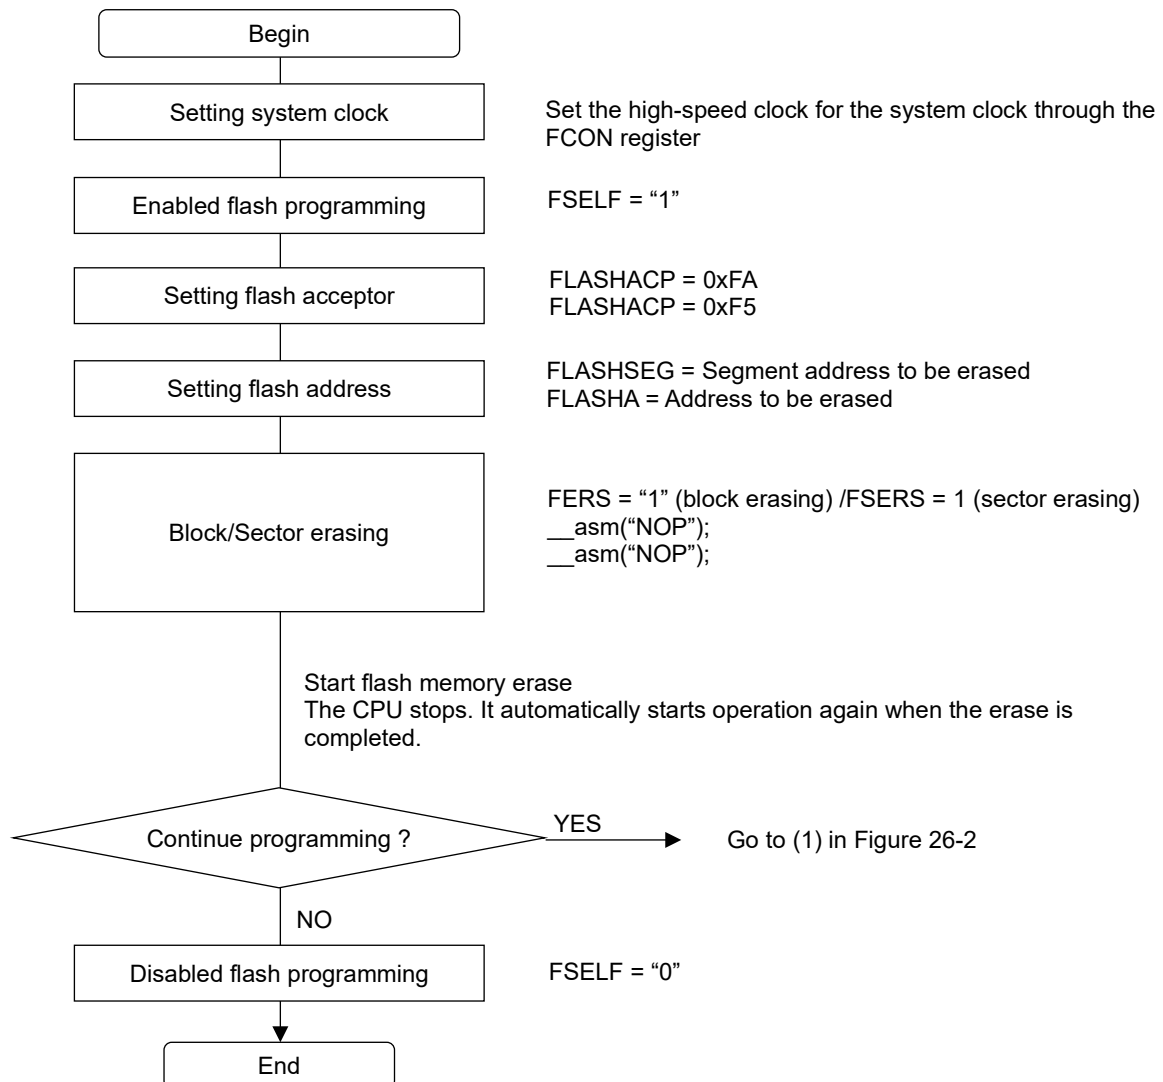 Begin
Setting system clock
Set the high-speed clock for the system clock through the
FCON register
Enabled flash programming
FSELF = “1”
Setting flash acceptor
FLASHACP = 0xFA
FLASHACP = 0xF5
Setting flash address
FLASHSEG = Segment address to be erased
FLASHA = Address to be erased
Block/Sector erasing
FERS = “1” (block erasing) /FSERS = 1 (sector erasing)
__asm(“NOP”);
__asm(“NOP”);
Start flash memory erase
The CPU stops. It automatically starts operation again when the erase is
completed.
Continue programming ?
YES
Go to (1) in Figure 26-2
NO
Disabled flash programming
FSELF = “0”
End